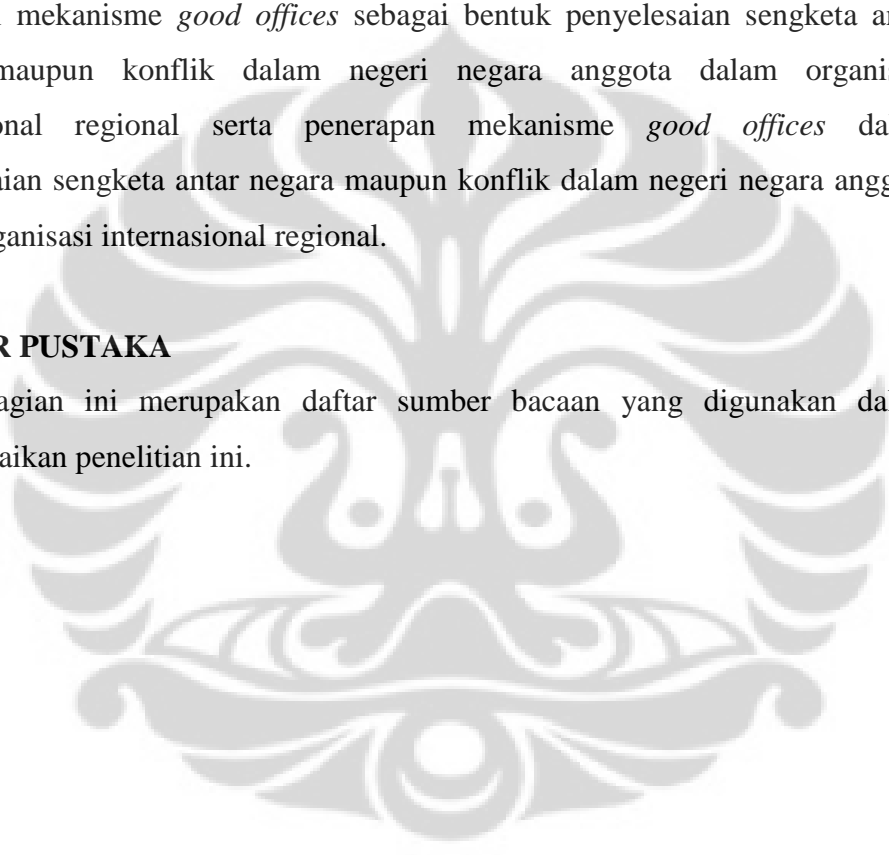 mekanisme good offices sebagai bentuk penyelesaian sengketa an
maupun konflik dalam negeri negara anggota dalam organis
onal regional serta penerapan mekanisme good offices da
aian sengketa antar negara maupun konflik dalam negeri negara angg
ganisasi internasional regional.
R PUSTAKA
agian ini merupakan daftar sumber bacaan yang digunakan da
aikan penelitian ini.